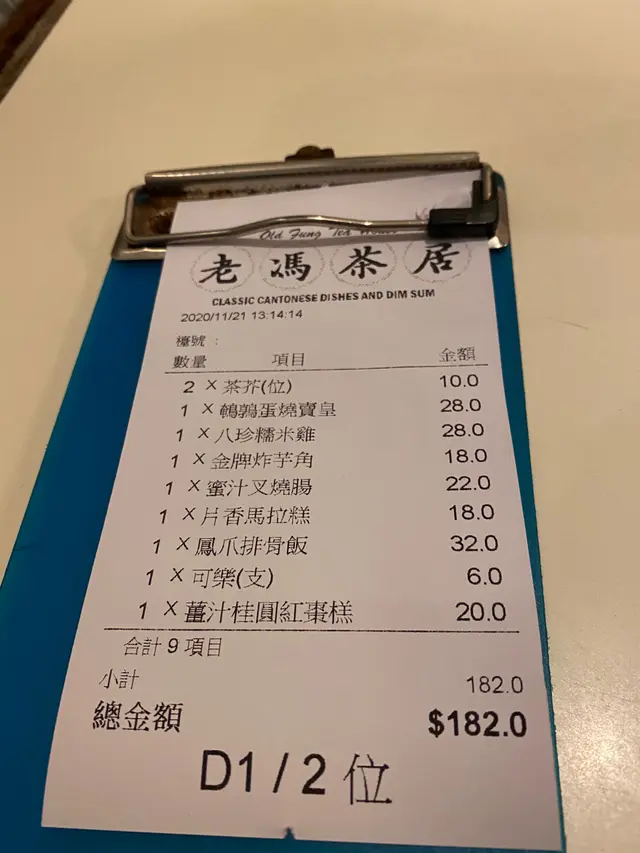 Old Fung Tea House
老馮茶居
CLASSIC CANTONESE DISHES AND DIM SUM
2020/11/21 13:14:14
檯號：
數量 項目 金額
2 × 茶芥(位) 10.0
1 × 鵪鶉蛋燒賣皇 28.0
1 × 八珍糯米雞 28.0
1 × 金牌炸芋角 18.0
1 × 蜜汁叉燒腸 22.0
1 × 片香馬拉糕 18.0
1 × 鳳爪排骨飯 32.0
1 × 可樂(支) 6.0
1 × 薑汁桂圓紅棗糕 20.0
合計 9 項目
小計 182.0
總金額 $182.0
D1 / 2 位